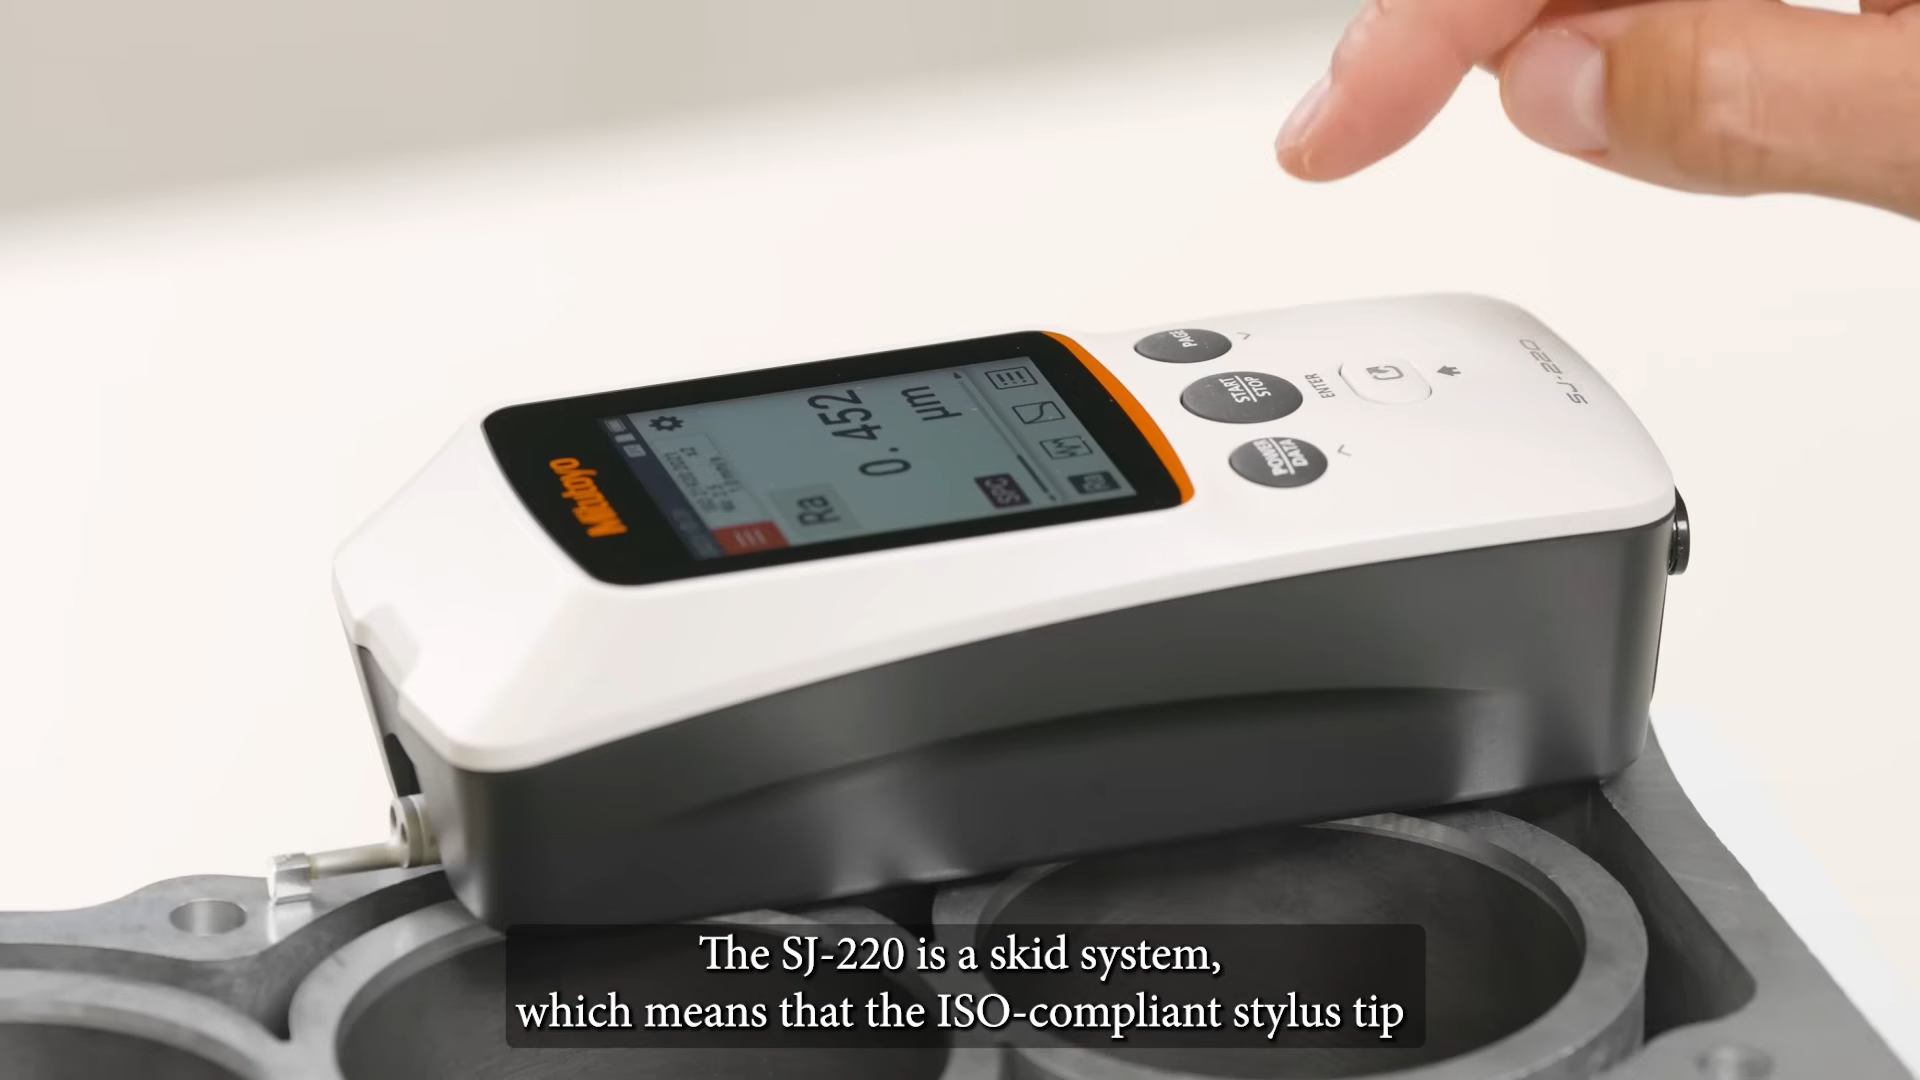 Mitutoyo
Ra
0.452
µm
SPC
PAGE
START
STOP
ENTER
POWER
DATA
SJ-220
The SJ-220 is a skid system,
which means that the ISO-compliant stylus tip